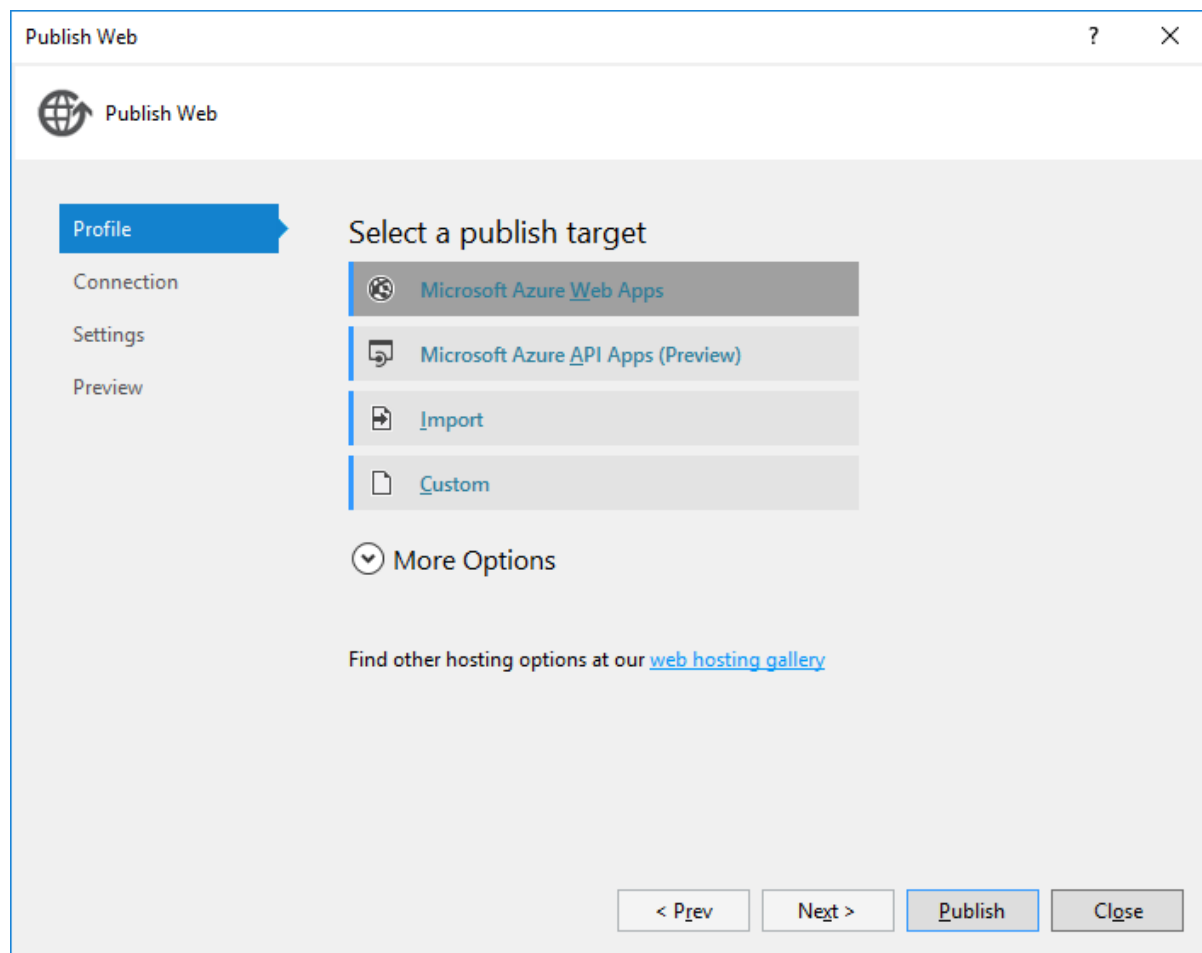 Publish Web
?
Publish Web
Profile
Connection
Settings
Preview
Select a publish target
Microsoft Azure Web Apps
Microsoft Azure API Apps (Preview)
Import
Custom
More Options
Find other hosting options at our web hosting gallery
< Prev
Next >
Publish
Close